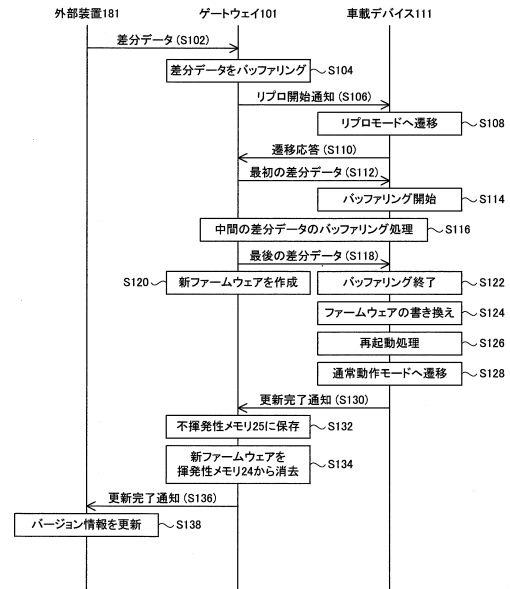 外部装置181 ゲートウェイ101 車載デバイス111
差分データ(S102)
差分データをバッファリング S104
リプロ開始通知(S106)
リプロモードへ遷移 S108
遷移応答(S110)
最初の差分データ(S112)
バッファリング開始 S114
中間の差分データのバッファリング処理 S116
最後の差分データ(S118)
S120 新ファームウェアを作成 バッファリング終了 S122
ファームウェアの書き換え S124
再起動処理 S126
通常動作モードへ遷移 S128
更新完了通知(S130)
不揮発性メモリ25に保存 S132
新ファームウェアを
揮発性メモリ24から消去 S134
更新完了通知(S136)
バージョン情報を更新 S138